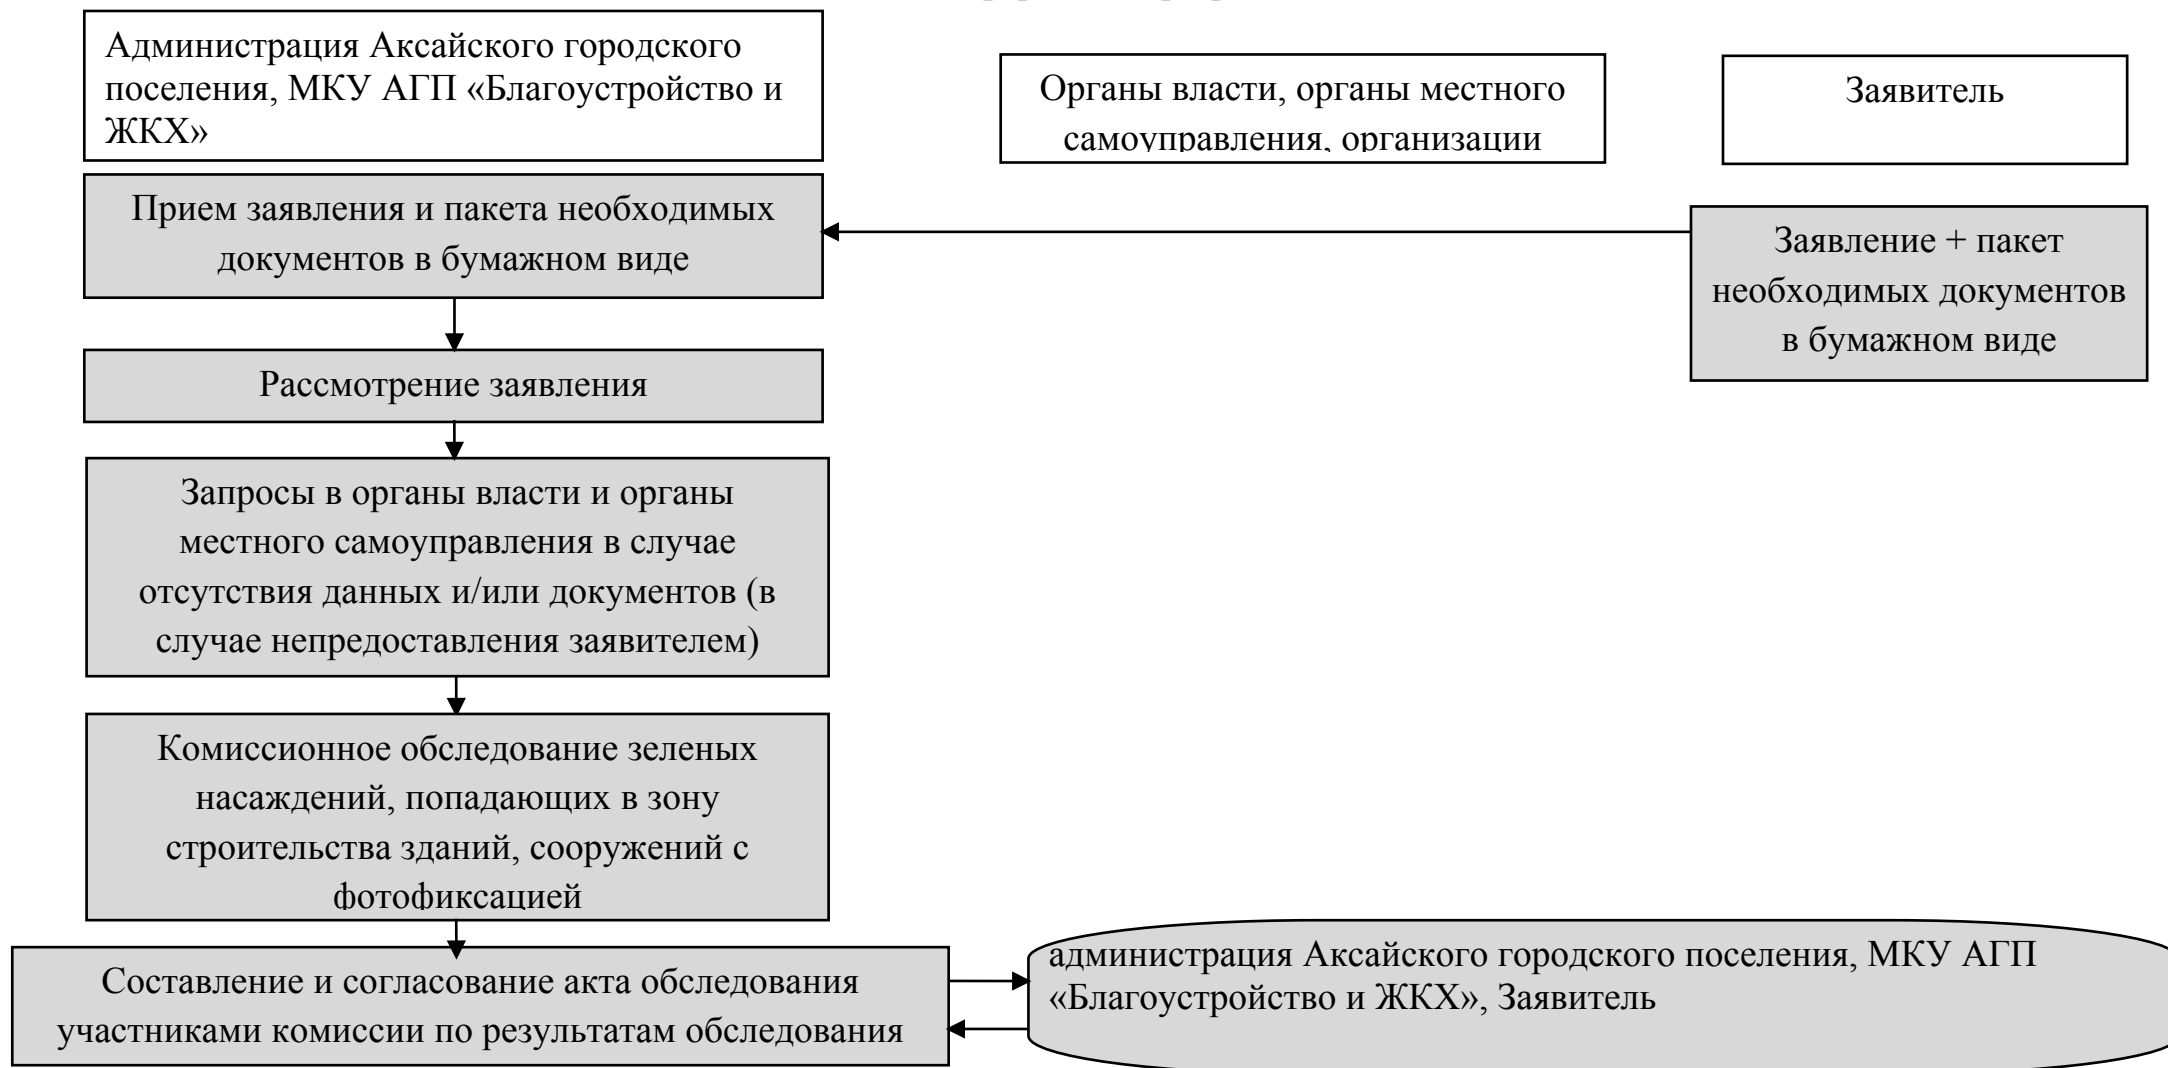 Администрация Аксайского городского
поселения, МКУ АГП «Благоустройство и
ЖКХ»
Органы власти, органы местного
самоуправления, организации
Заявитель
Прием заявления и пакета необходимых
документов в бумажном виде
Заявление + пакет
необходимых документов
в бумажном виде
Рассмотрение заявления
Запросы в органы власти и органы
местного самоуправления в случае
отсутствия данных и/или документов (в
случае непредоставления заявителем)
Комиссионное обследование зеленых
насаждений, попадающих в зону
строительства зданий, сооружений с
фотофиксацией
Составление и согласование акта обследования
участниками комиссии по результатам обследования
администрация Аксайского городского поселения, МКУ АГП
«Благоустройство и ЖКХ», Заявитель